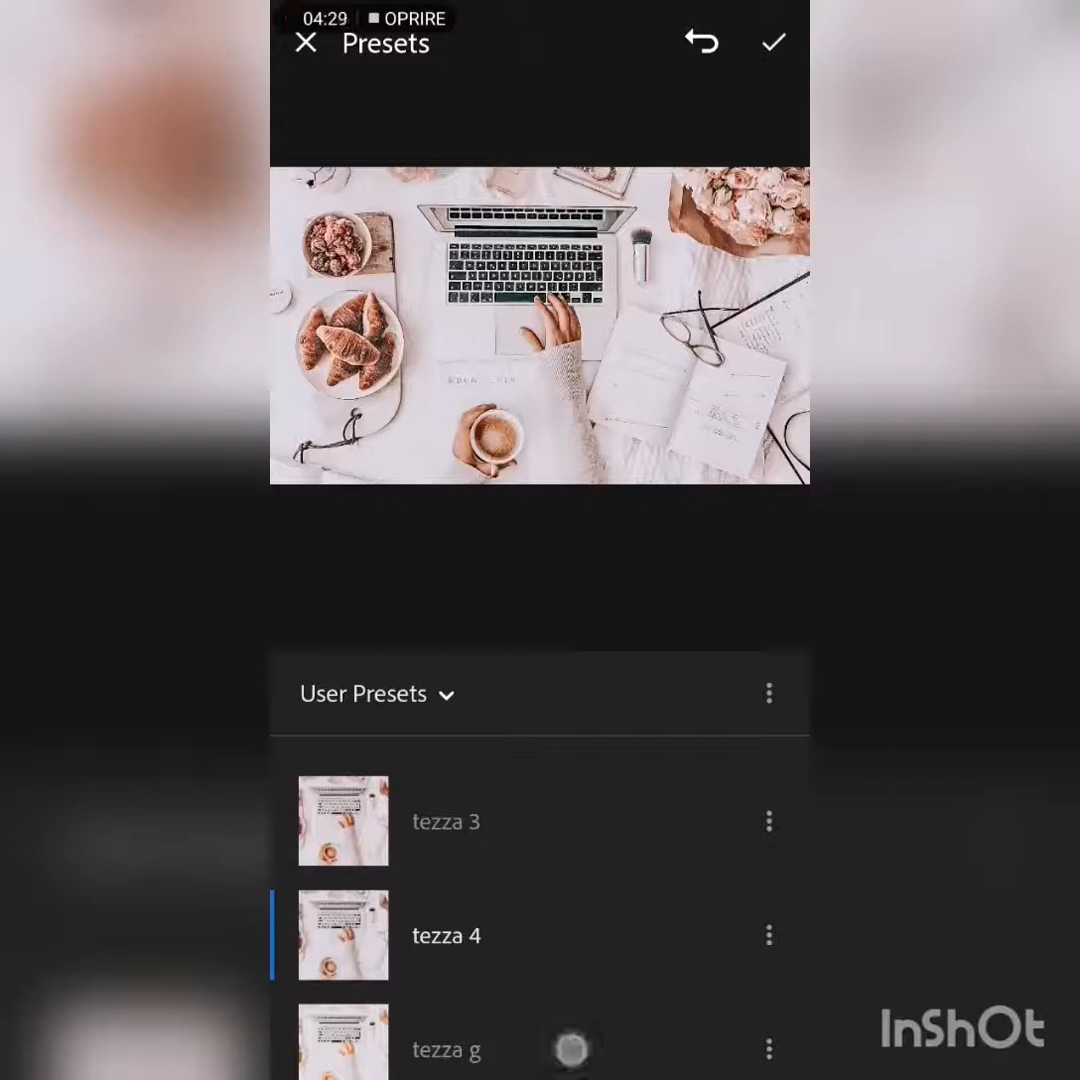 04:29 OPRIRE
Presets
User Presets
tezza 3
tezza 4
tezza g
InShOt